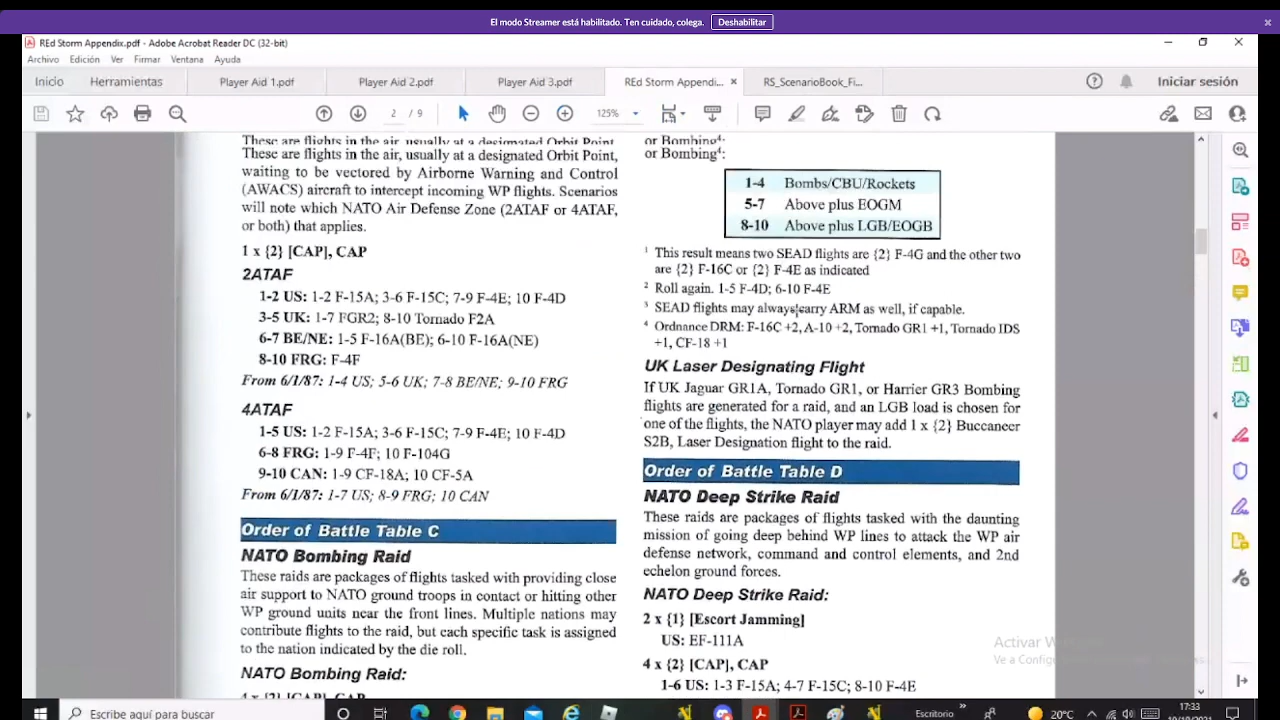 El modo Streamer está habilitado. Ten cuidado, colega. Deshabilitar
REd Storm Appendix.pdf - Adobe Acrobat Reader DC (32-bit)
Archivo Edición Ver Firmar Ventana Ayuda
Inicio Herramientas Player Aid 1.pdf Player Aid 2.pdf Player Aid 3.pdf REd Storm Appendi... RS_ScenarioBook_Fi... Iniciar sesión
2 / 9 125%
These are flights in the air, usually at a designated Orbit Point,
These are flights in the air, usually at a designated Orbit Point,
waiting to be vectored by Airborne Warning and Control
(AWACS) aircraft to intercept incoming WP flights. Scenarios
will note which NATO Air Defense Zone (2ATAF or 4ATAF,
or both) that applies.
1 x {2} [CAP], CAP
2ATAF
1-2 US: 1-2 F-15A; 3-6 F-15C; 7-9 F-4E; 10 F-4D
3-5 UK: 1-7 FGR2; 8-10 Tornado F2A
6-7 BE/NE: 1-5 F-16A(BE); 6-10 F-16A(NE)
8-10 FRG: F-4F
From 6/1/87: 1-4 US; 5-6 UK; 7-8 BE/NE; 9-10 FRG
4ATAF
1-5 US: 1-2 F-15A; 3-6 F-15C; 7-9 F-4E; 10 F-4D
6-8 FRG: 1-9 F-4F; 10 F-104G
9-10 CAN: 1-9 CF-18A; 10 CF-5A
From 6/1/87: 1-7 US; 8-9 FRG; 10 CAN
Order of Battle Table C
NATO Bombing Raid
These raids are packages of flights tasked with providing close
air support to NATO ground troops in contact or hitting other
WP ground units near the front lines. Multiple nations may
contribute flights to the raid, but each specific task is assigned
to the nation indicated by the die roll.
NATO Bombing Raid:
4 x {2} [CAP], CAP
or Bombing4:
or Bombing4:
1-4 Bombs/CBU/Rockets
5-7 Above plus EOGM
8-10 Above plus LGB/EOGB
1 This result means two SEAD flights are {2} F-4G and the other two
are {2} F-16C or {2} F-4E as indicated
2 Roll again. 1-5 F-4D; 6-10 F-4E
3 SEAD flights may always carry ARM as well, if capable.
4 Ordnance DRM: F-16C +2, A-10 +2, Tornado GR1 +1, Tornado IDS
+1, CF-18 +1
UK Laser Designating Flight
If UK Jaguar GR1A, Tornado GR1, or Harrier GR3 Bombing
flights are generated for a raid, and an LGB load is chosen for
one of the flights, the NATO player may add 1 x {2} Buccaneer
S2B, Laser Designation flight to the raid.
Order of Battle Table D
NATO Deep Strike Raid
These raids are packages of flights tasked with the daunting
mission of going deep behind WP lines to attack the WP air
defense network, command and control elements, and 2nd
echelon ground forces.
NATO Deep Strike Raid:
2 x {1} [Escort Jamming]
US: EF-111A
4 x {2} [CAP], CAP
1-6 US: 1-3 F-15A; 4-7 F-15C; 8-10 F-4E
Activar W
Ve a Config
Escribe aquí para buscar Escritorio 20°C 17:33